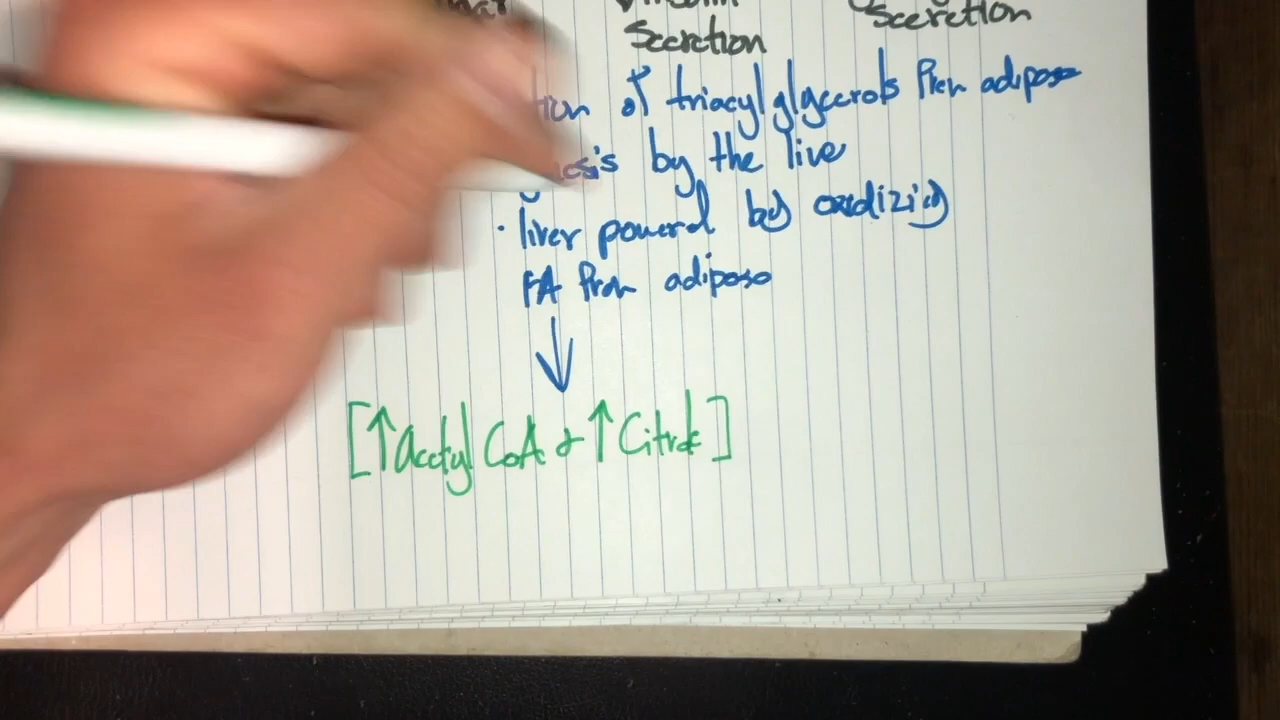 Secretion
Secretion
of triacylglycerols from adipose
by the live
· liver powered by oxidizing
FA from adipose
[↑ acetyl CoA & ↑ Citrate]